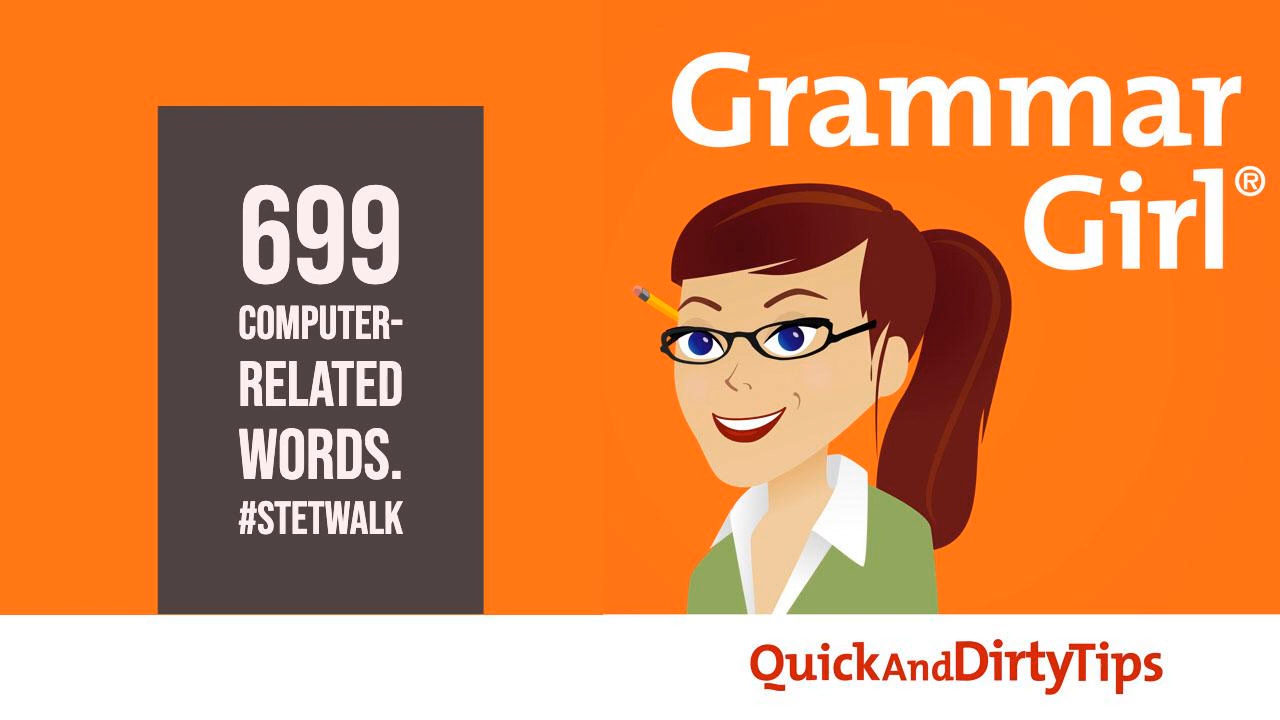 699
COMPUTER-
RELATED
WORDS.
#STETWALK
Grammar
Girl®
QuickAndDirtyTips